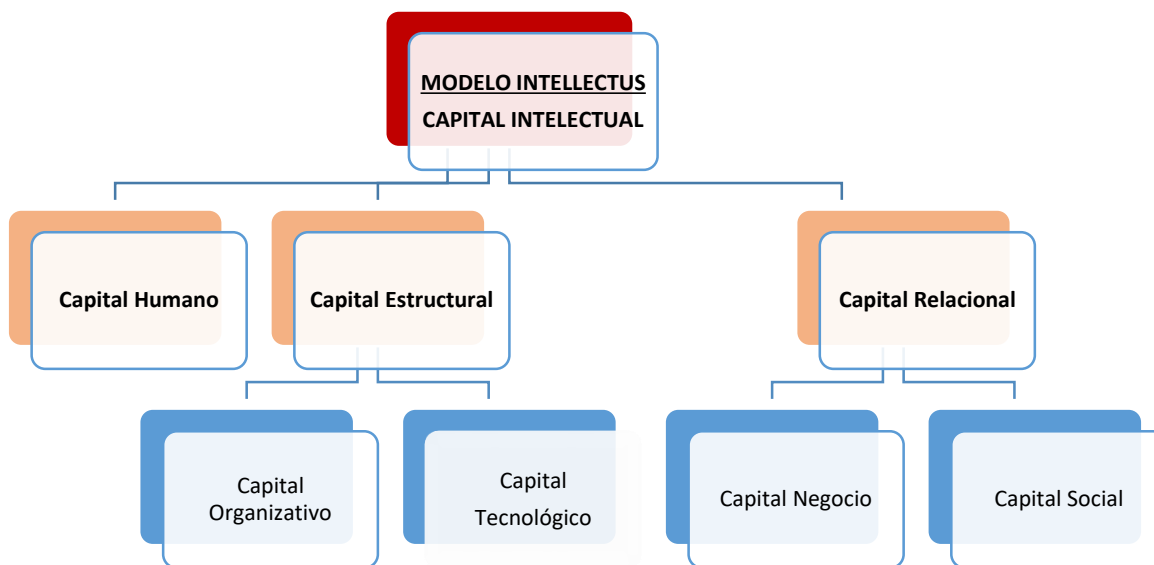 MODELO INTELLECTUS
CAPITAL INTELECTUAL
Capital Humano
Capital Estructural
Capital Relacional
Capital
Organizativo
Capital
Tecnológico
Capital Negocio
Capital Social